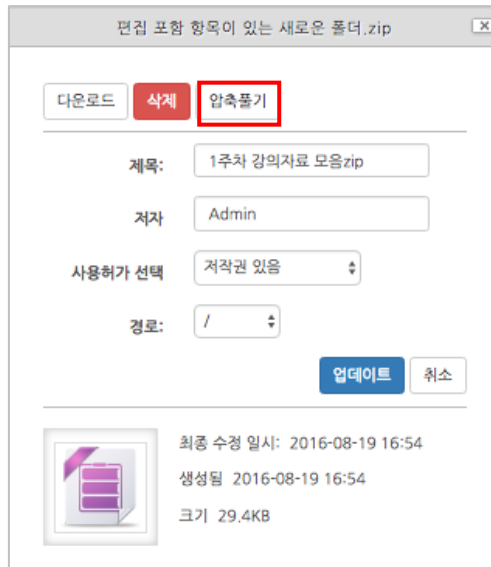 편집 포함 항목이 있는 새로운 폴더.zip
다운로드 삭제 압축풀기
제목: 1주차 강의자료 모음zip
저자 Admin
사용허가 선택 저작권 있음
경로: /
업데이트 취소
최종 수정 일시: 2016-08-19 16:54
생성됨 2016-08-19 16:54
크기 29.4KB